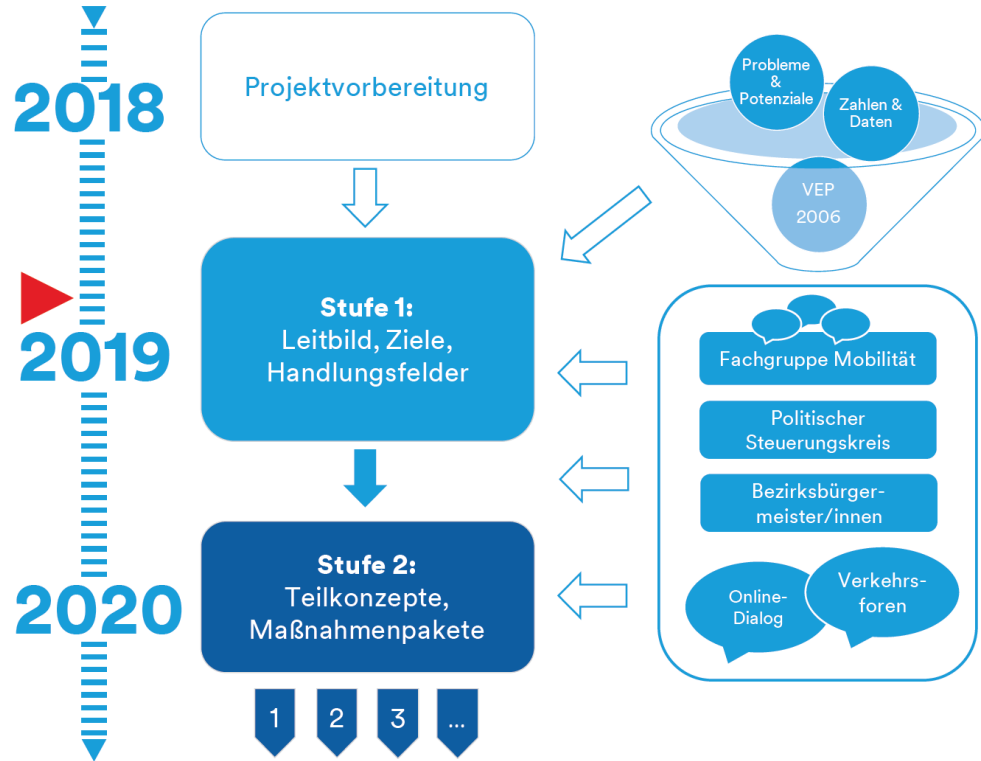 2018
2019
2020
Projektvorbereitung
Stufe 1:
Leitbild, Ziele,
Handlungsfelder
Stufe 2:
Teilkonzepte,
Maßnahmenpakete
1
2
3
...
Probleme
&
Potenziale
Zahlen &
Daten
VEP
2006
Fachgruppe Mobilität
Politischer
Steuerungskreis
Bezirksbürger-
meister/innen
Online-
Dialog
Verkehrs-
foren